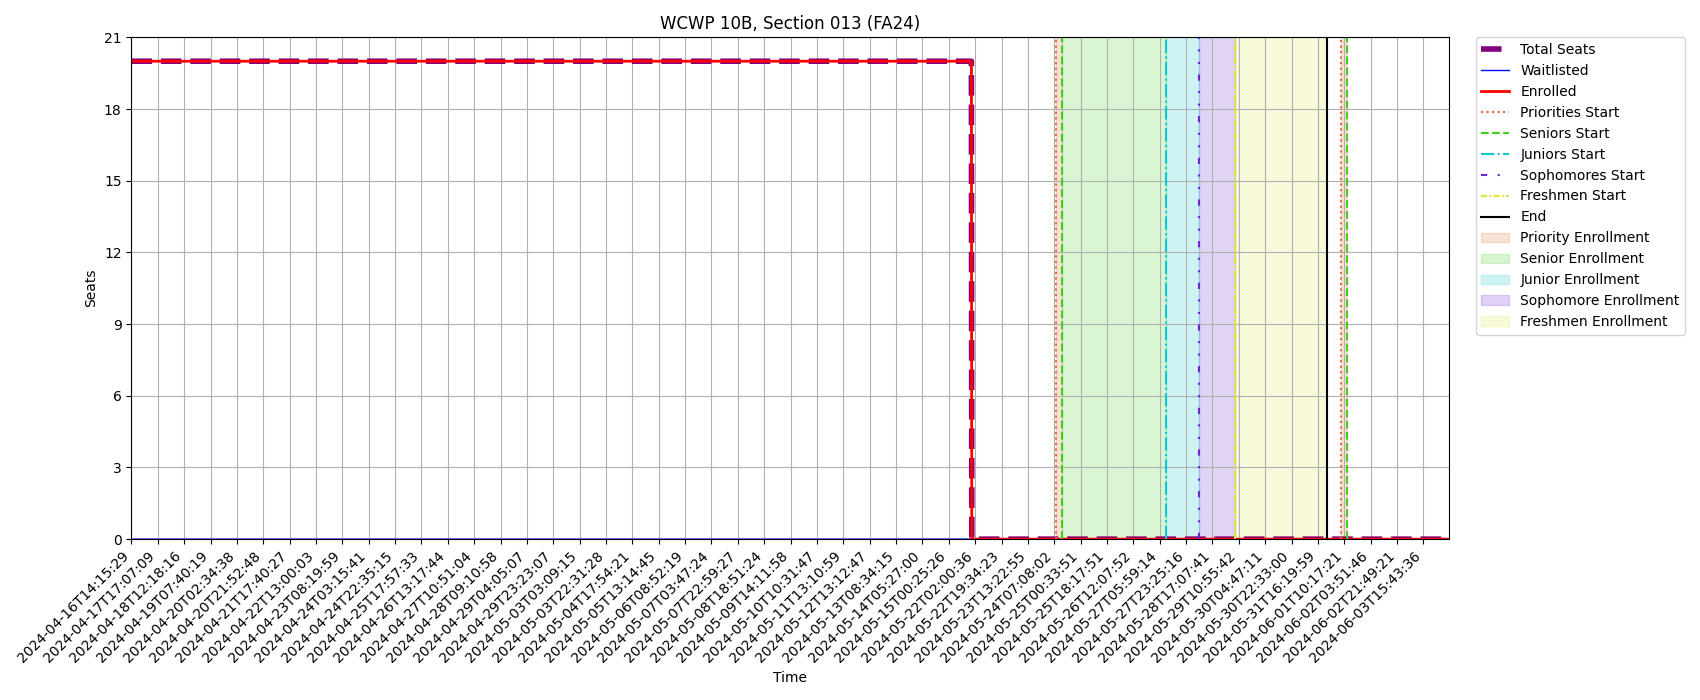 WCWP 10B, Section 013 (FA24)
21
18
15
12
9
6
3
0
Seats
2024-04-16T14:15:29
2024-04-17T17:07:09
2024-04-18T12:18:16
2024-04-19T07:40:19
2024-04-20T02:34:38
2024-04-20T21:52:48
2024-04-21T17:40:27
2024-04-22T13:00:03
2024-04-23T08:19:59
2024-04-24T03:15:41
2024-04-24T22:35:15
2024-04-25T17:57:33
2024-04-26T13:17:44
2024-04-27T10:51:04
2024-04-28T09:10:58
2024-04-29T04:05:07
2024-04-29T23:23:07
2024-05-03T03:09:15
2024-05-03T22:31:28
2024-05-04T17:54:21
2024-05-05T13:14:45
2024-05-06T08:52:19
2024-05-07T03:47:24
2024-05-07T22:59:27
2024-05-08T18:51:24
2024-05-09T14:11:58
2024-05-10T10:31:47
2024-05-11T13:10:59
2024-05-12T13:12:47
2024-05-13T08:34:15
2024-05-14T05:27:00
2024-05-15T00:25:26
2024-05-22T02:00:36
2024-05-22T19:34:23
2024-05-23T13:22:55
2024-05-24T07:08:02
2024-05-25T00:33:51
2024-05-25T18:17:51
2024-05-26T12:07:52
2024-05-27T05:59:14
2024-05-27T23:25:16
2024-05-28T17:07:41
2024-05-29T10:55:42
2024-05-30T04:47:11
2024-05-30T22:33:00
2024-05-31T16:19:59
2024-06-01T10:17:21
2024-06-02T03:51:46
2024-06-02T21:49:21
2024-06-03T15:43:36
Time
Total Seats
Waitlisted
Enrolled
Priorities Start
Seniors Start
Juniors Start
Sophomores Start
Freshmen Start
End
Priority Enrollment
Senior Enrollment
Junior Enrollment
Sophomore Enrollment
Freshmen Enrollment